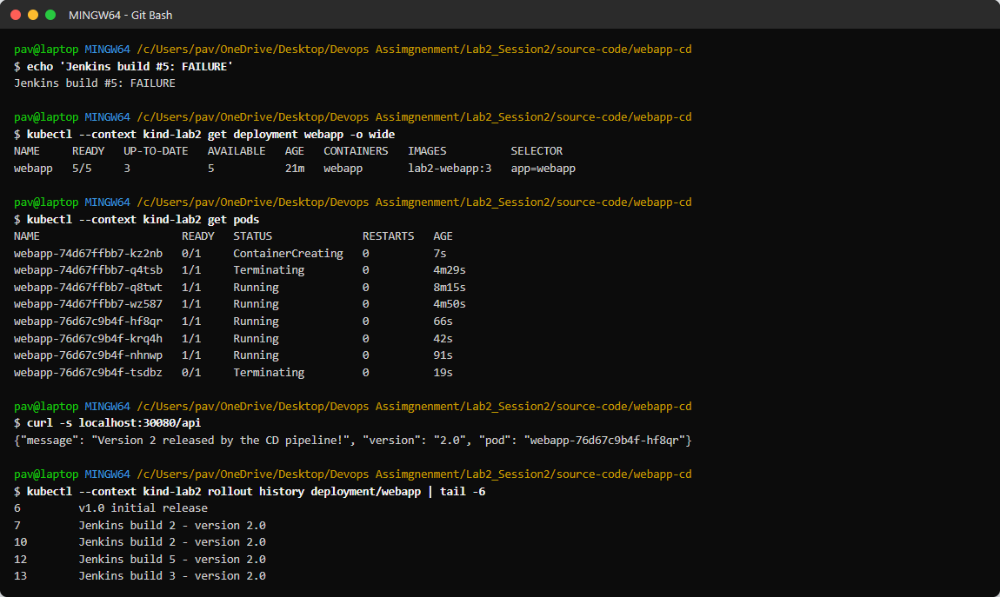 MINGW64 - Git Bash
pav@laptop MINGW64 /c/Users/pav/OneDrive/Desktop/Devops Assimgnenment/Lab2_Session2/source-code/webapp-cd
$ echo 'Jenkins build #5: FAILURE'
Jenkins build #5: FAILURE
pav@laptop MINGW64 /c/Users/pav/OneDrive/Desktop/Devops Assimgnenment/Lab2_Session2/source-code/webapp-cd
$ kubectl --context kind-lab2 get deployment webapp -o wide
NAME     READY   UP-TO-DATE   AVAILABLE   AGE   CONTAINERS   IMAGES          SELECTOR
webapp   5/5     3            5           21m   webapp       lab2-webapp:3   app=webapp
pav@laptop MINGW64 /c/Users/pav/OneDrive/Desktop/Devops Assimgnenment/Lab2_Session2/source-code/webapp-cd
$ kubectl --context kind-lab2 get pods
NAME                      READY   STATUS              RESTARTS   AGE
webapp-74d67ffbb7-kz2nb   0/1     ContainerCreating   0          7s
webapp-74d67ffbb7-q4tsb   1/1     Terminating         0          4m29s
webapp-74d67ffbb7-q8twt   1/1     Running             0          8m15s
webapp-74d67ffbb7-wz587   1/1     Running             0          4m50s
webapp-76d67c9b4f-hf8qr   1/1     Running             0          66s
webapp-76d67c9b4f-krq4h   1/1     Running             0          42s
webapp-76d67c9b4f-nhnwp   1/1     Running             0          91s
webapp-76d67c9b4f-tsdbz   0/1     Terminating         0          19s
pav@laptop MINGW64 /c/Users/pav/OneDrive/Desktop/Devops Assimgnenment/Lab2_Session2/source-code/webapp-cd
$ curl -s localhost:30080/api
{"message": "Version 2 released by the CD pipeline!", "version": "2.0", "pod": "webapp-76d67c9b4f-hf8qr"}
pav@laptop MINGW64 /c/Users/pav/OneDrive/Desktop/Devops Assimgnenment/Lab2_Session2/source-code/webapp-cd
$ kubectl --context kind-lab2 rollout history deployment/webapp | tail -6
6         v1.0 initial release
7         Jenkins build 2 - version 2.0
10        Jenkins build 2 - version 2.0
12        Jenkins build 5 - version 2.0
13        Jenkins build 3 - version 2.0